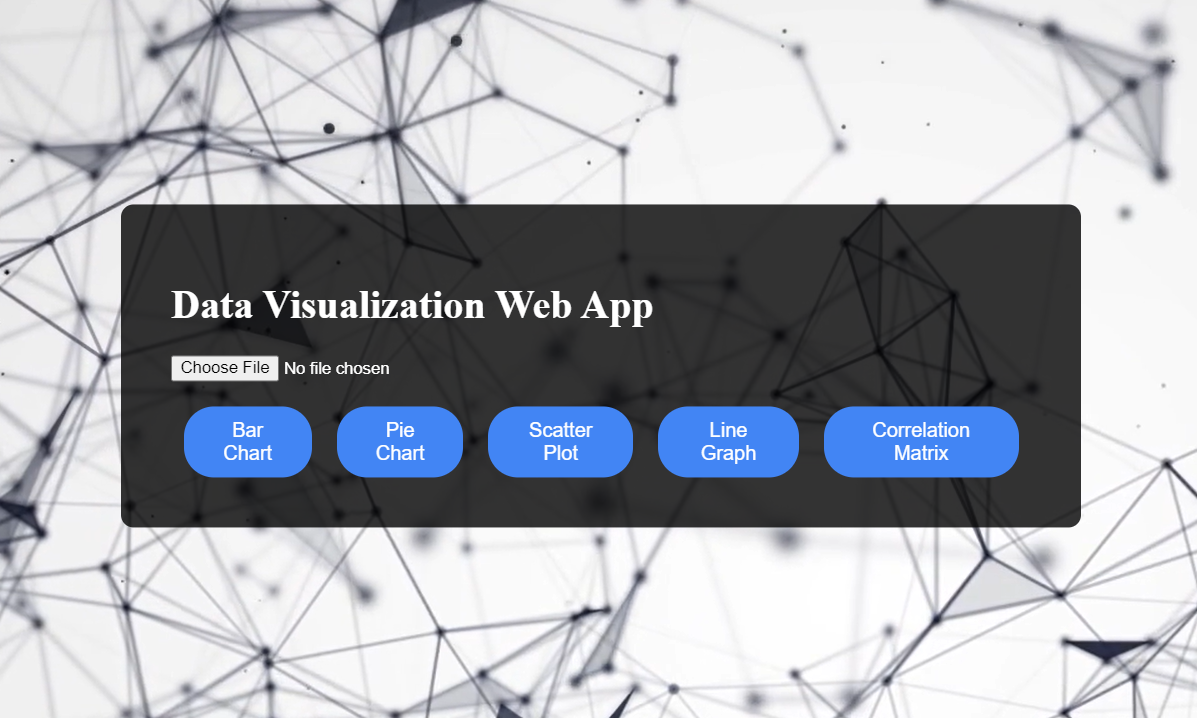 Data Visualization Web App
Choose File No file chosen
Bar
Chart
Pie
Chart
Scatter
Plot
Line
Graph
Correlation
Matrix